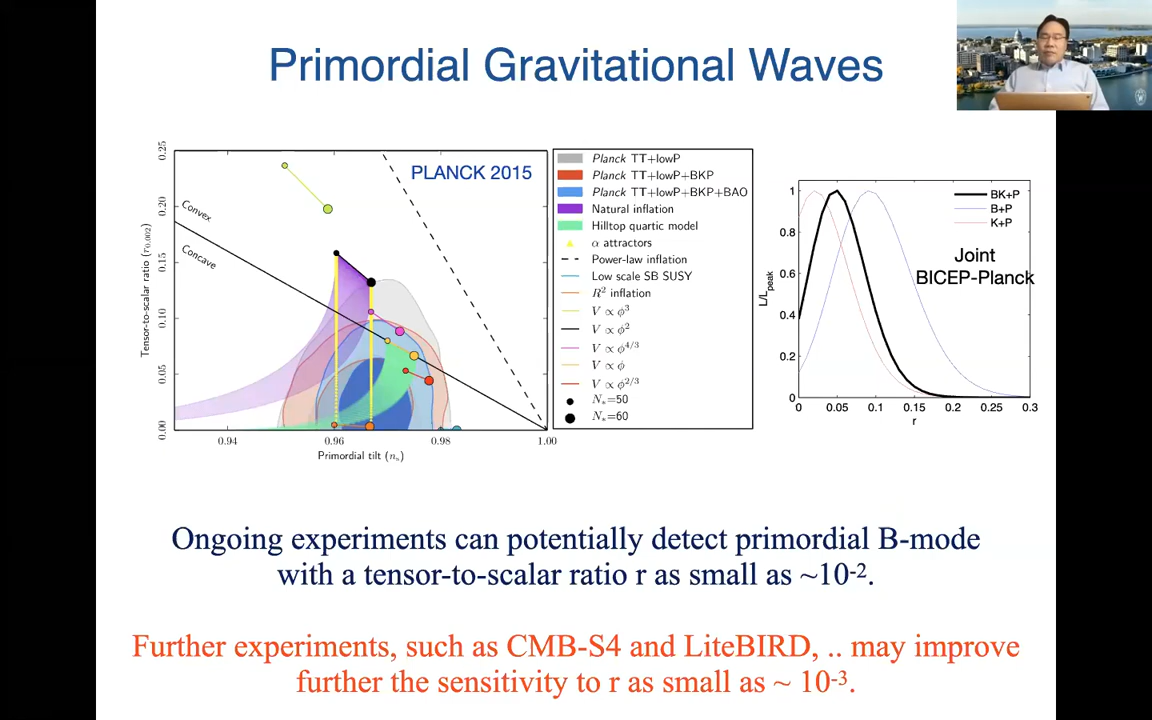 Primordial Gravitational Waves
PLANCK 2015
Convex
Concave
Tensor-to-scalar ratio (r0.002)
0.25
0.20
0.15
0.10
0.05
0.00
0.94
0.96
0.98
1.00
Primordial tilt (ns)
Planck TT+lowP
Planck TT+lowP+BKP
Planck TT+lowP+BKP+BAO
Natural inflation
Hilltop quartic model
α attractors
Power-law inflation
Low scale SB SUSY
R² inflation
V ∝ ϕ³
V ∝ ϕ²
V ∝ ϕ^4/3
V ∝ ϕ
V ∝ ϕ^2/3
N*=50
N*=60
BK+P
B+P
K+P
Joint
BICEP-Planck
L/Lpeak
1
0.8
0.6
0.4
0.2
0
0
0.05
0.1
0.15
0.2
0.25
0.3
r
Ongoing experiments can potentially detect primordial B-mode
with a tensor-to-scalar ratio r as small as ~10-2.
Further experiments, such as CMB-S4 and LiteBIRD, .. may improve
further the sensitivity to r as small as ~ 10-3.